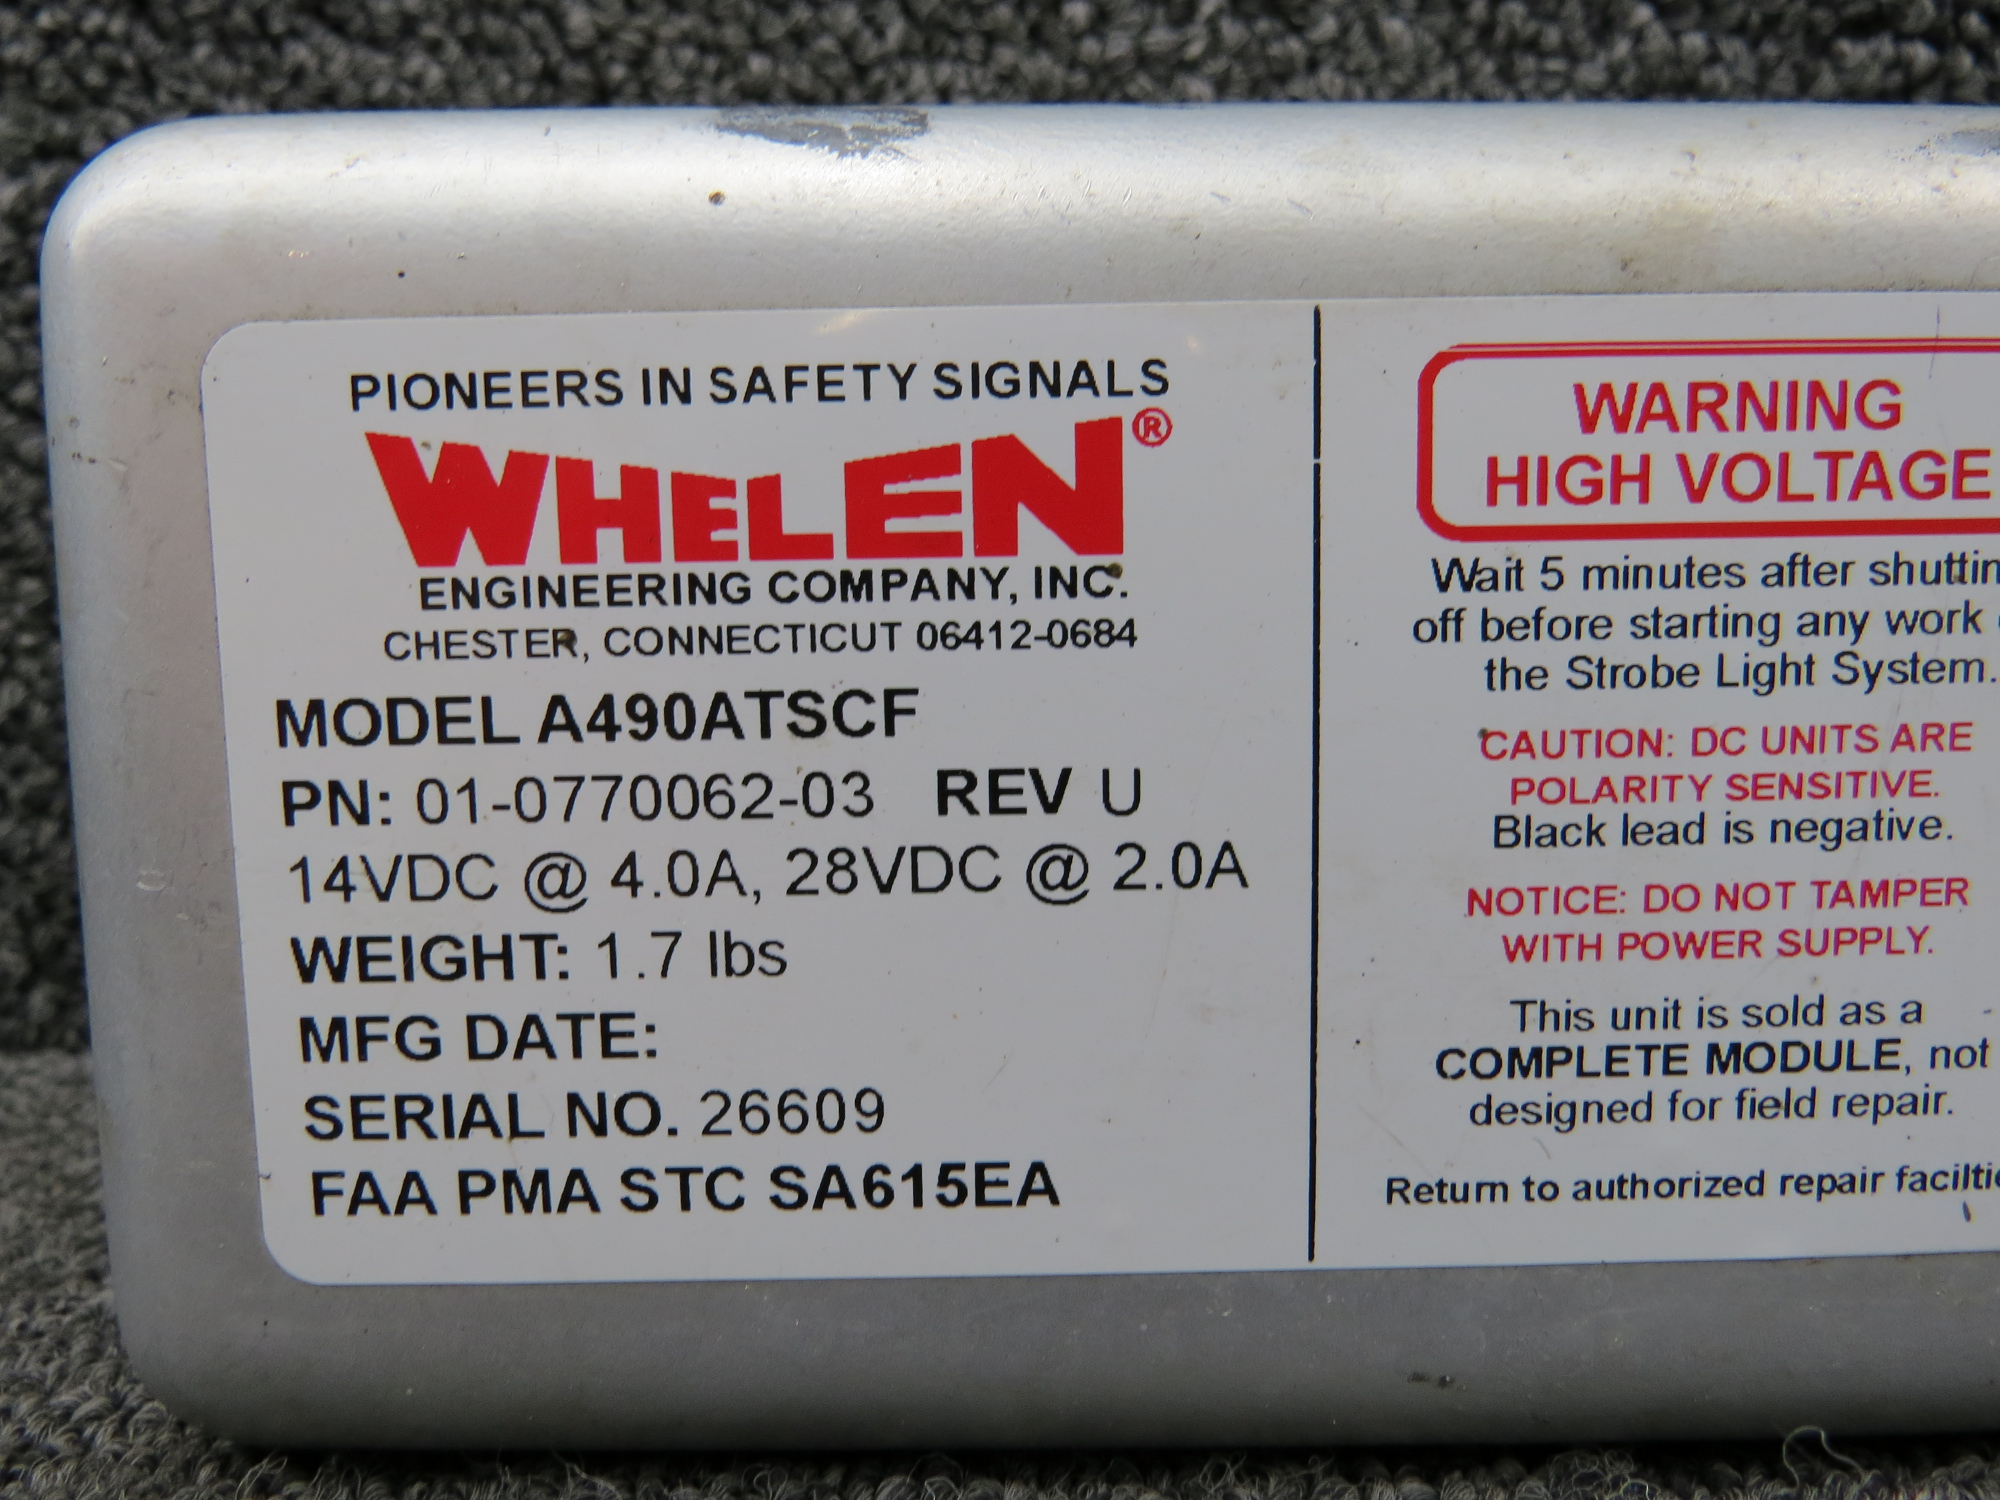 PIONEERS IN SAFETY SIGNALS
WHELEN®
ENGINEERING COMPANY, INC.
CHESTER, CONNECTICUT 06412-0684
MODEL A490ATSCF
PN: 01-0770062-03 REV U
14VDC @ 4.0A, 28VDC @ 2.0A
WEIGHT: 1.7 lbs
MFG DATE:
SERIAL NO. 26609
FAA PMA STC SA615EA
WARNING
HIGH VOLTAGE
Wait 5 minutes after shuttin
off before starting any work
the Strobe Light System.
CAUTION: DC UNITS ARE
POLARITY SENSITIVE.
Black lead is negative.
NOTICE: DO NOT TAMPER
WITH POWER SUPPLY.
This unit is sold as a
COMPLETE MODULE, not
designed for field repair.
Return to authorized repair facilti